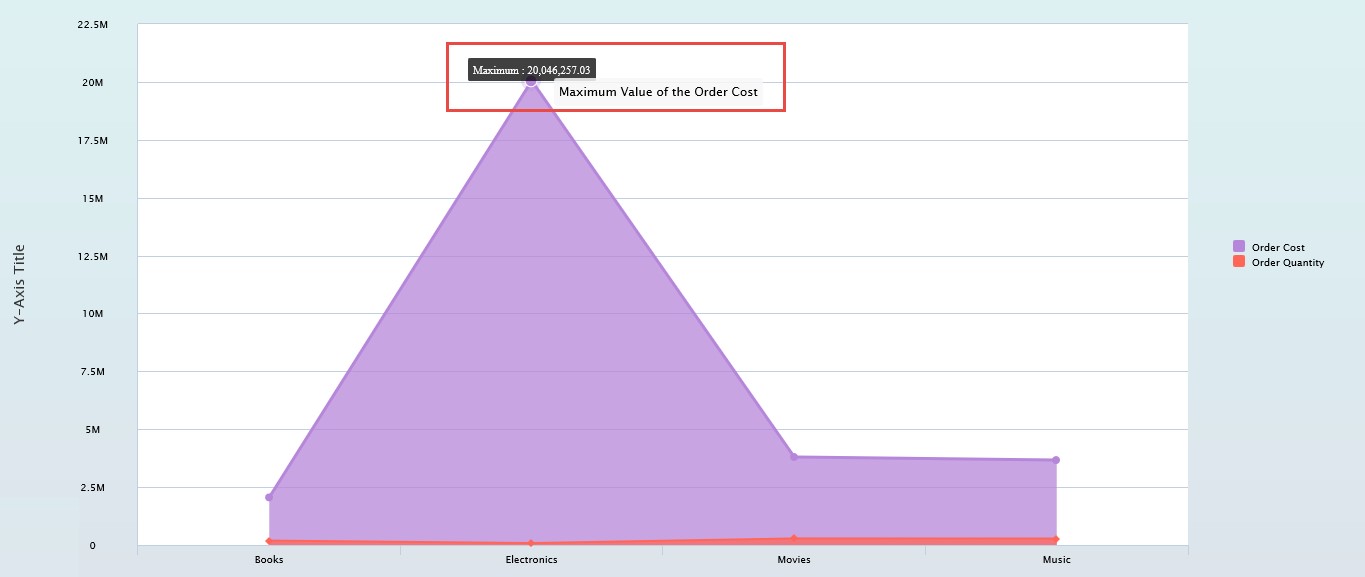 22.5M
Maximum : 20,046,257.03
20M
Maximum Value of the Order Cost
17.5M
15M
12.5M
10M
7.5M
5M
2.5M
0
Y-Axis Title
Books
Electronics
Movies
Music
Order Cost
Order Quantity